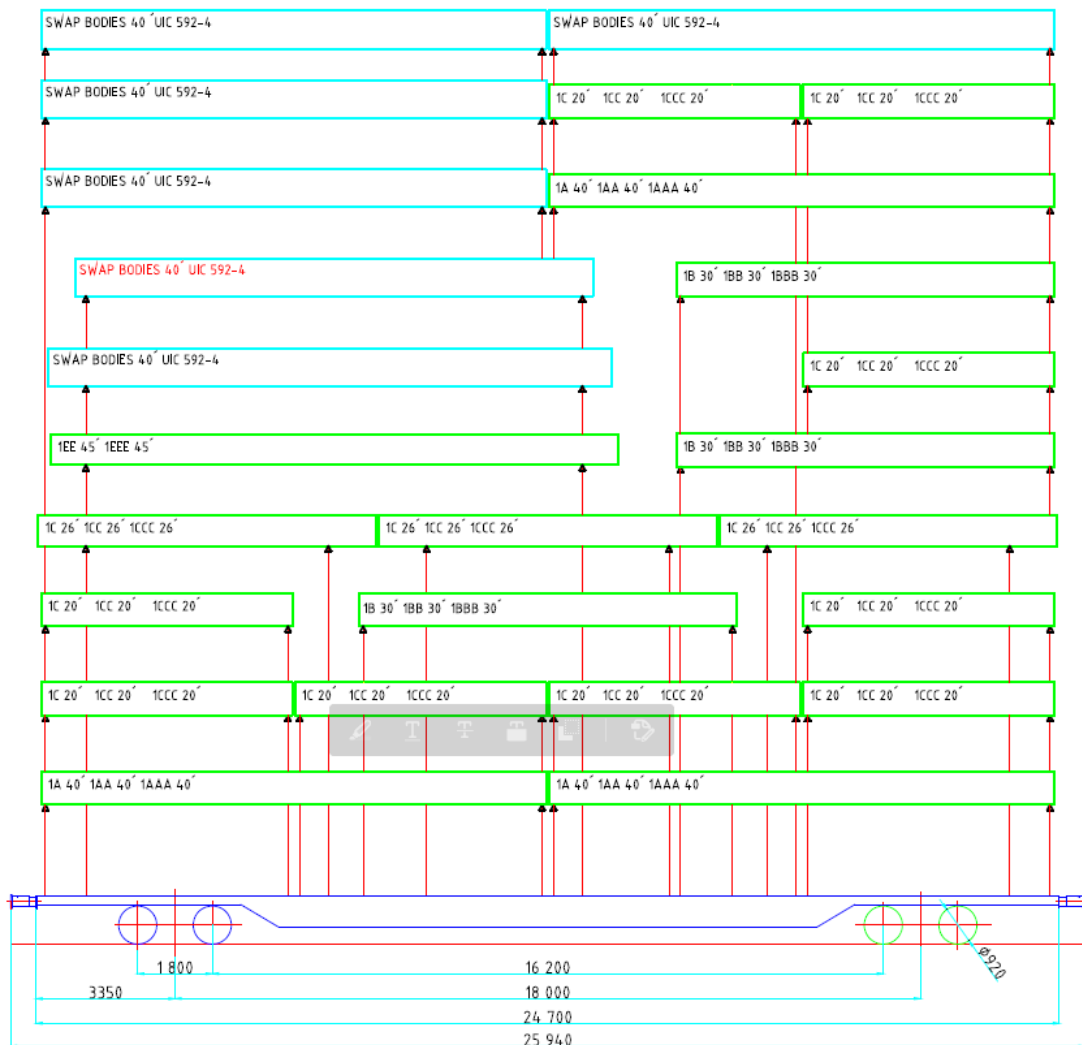 SWAP BODIES 40´ UIC 592-4 SWAP BODIES 40´ UIC 592-4
SWAP BODIES 40´ UIC 592-4 1C 20´ 1CC 20´ 1CCC 20´ 1C 20´ 1CC 20´ 1CCC 20´
SWAP BODIES 40´ UIC 592-4 1A 40´ 1AA 40´ 1AAA 40´
SWAP BODIES 40´ UIC 592-4 1B 30´ 1BB 30´ 1BBB 30´
SWAP BODIES 40´ UIC 592-4 1C 20´ 1CC 20´ 1CCC 20´
1EE 45´ 1EEE 45´ 1B 30´ 1BB 30´ 1BBB 30´
1C 26´ 1CC 26´ 1CCC 26´ 1C 26´ 1CC 26´ 1CCC 26´ 1C 26´ 1CC 26´ 1CCC 26´
1C 20´ 1CC 20´ 1CCC 20´ 1B 30´ 1BB 30´ 1BBB 30´ 1C 20´ 1CC 20´ 1CCC 20´
1C 20´ 1CC 20´ 1CCC 20´ 1C 20´ 1CC 20´ 1CCC 20´ 1C 20´ 1CC 20´ 1CCC 20´ 1C 20´ 1CC 20´ 1CCC 20´
1A 40´ 1AA 40´ 1AAA 40´ 1A 40´ 1AA 40´ 1AAA 40´
1 800 16 200 Ø920
3350 18 000
24 700
25 940